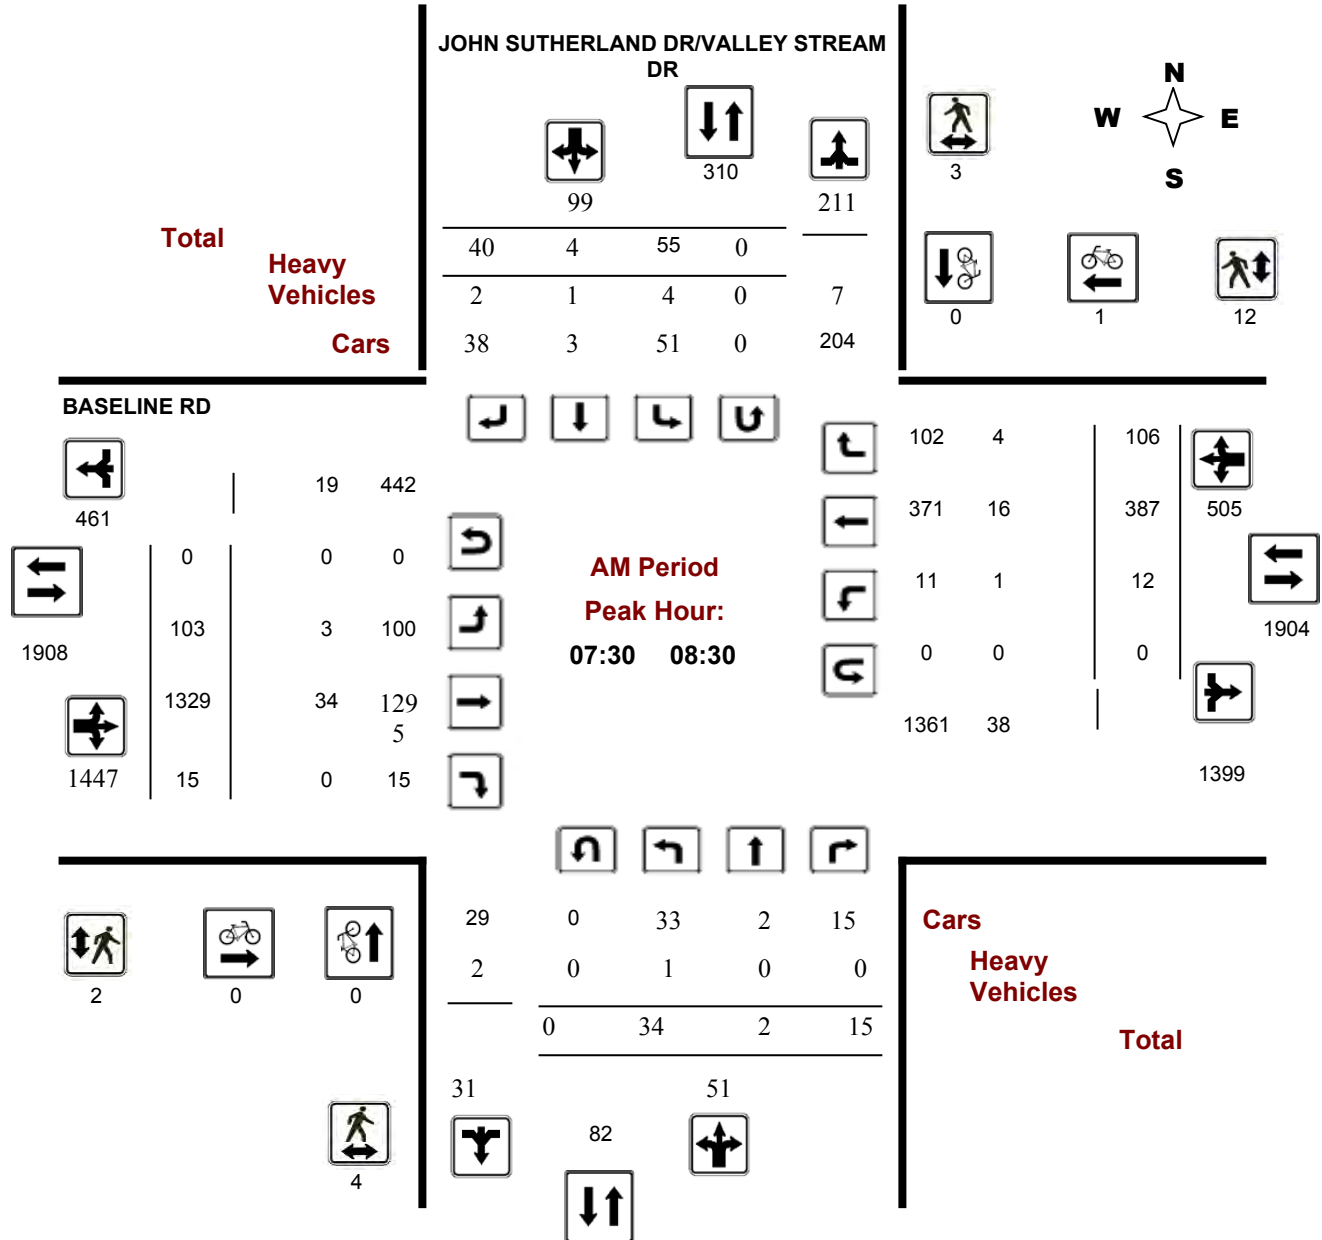 JOHN SUTHERLAND DR/VALLEY STREAM
DR
N
W E
S
310
3
99
211
Total
40 4 55 0
Heavy
Vehicles
2 1 4 0 7
0 1 12
Cars
38 3 51 0 204
BASELINE RD
102 4 106
19 442
461
371 16 387 505
0 0 0
AM Period
11 1 12
Peak Hour:
103 3 100
1904
1908
07:30 08:30
0 0 0
1329 34 129
5
1361 38
1447 15 0 15
1399
29 0 33 2 15
Cars
2 0 1 0 0
Heavy
Vehicles
2 0 0
0 34 2 15
Total
31 51
82
4